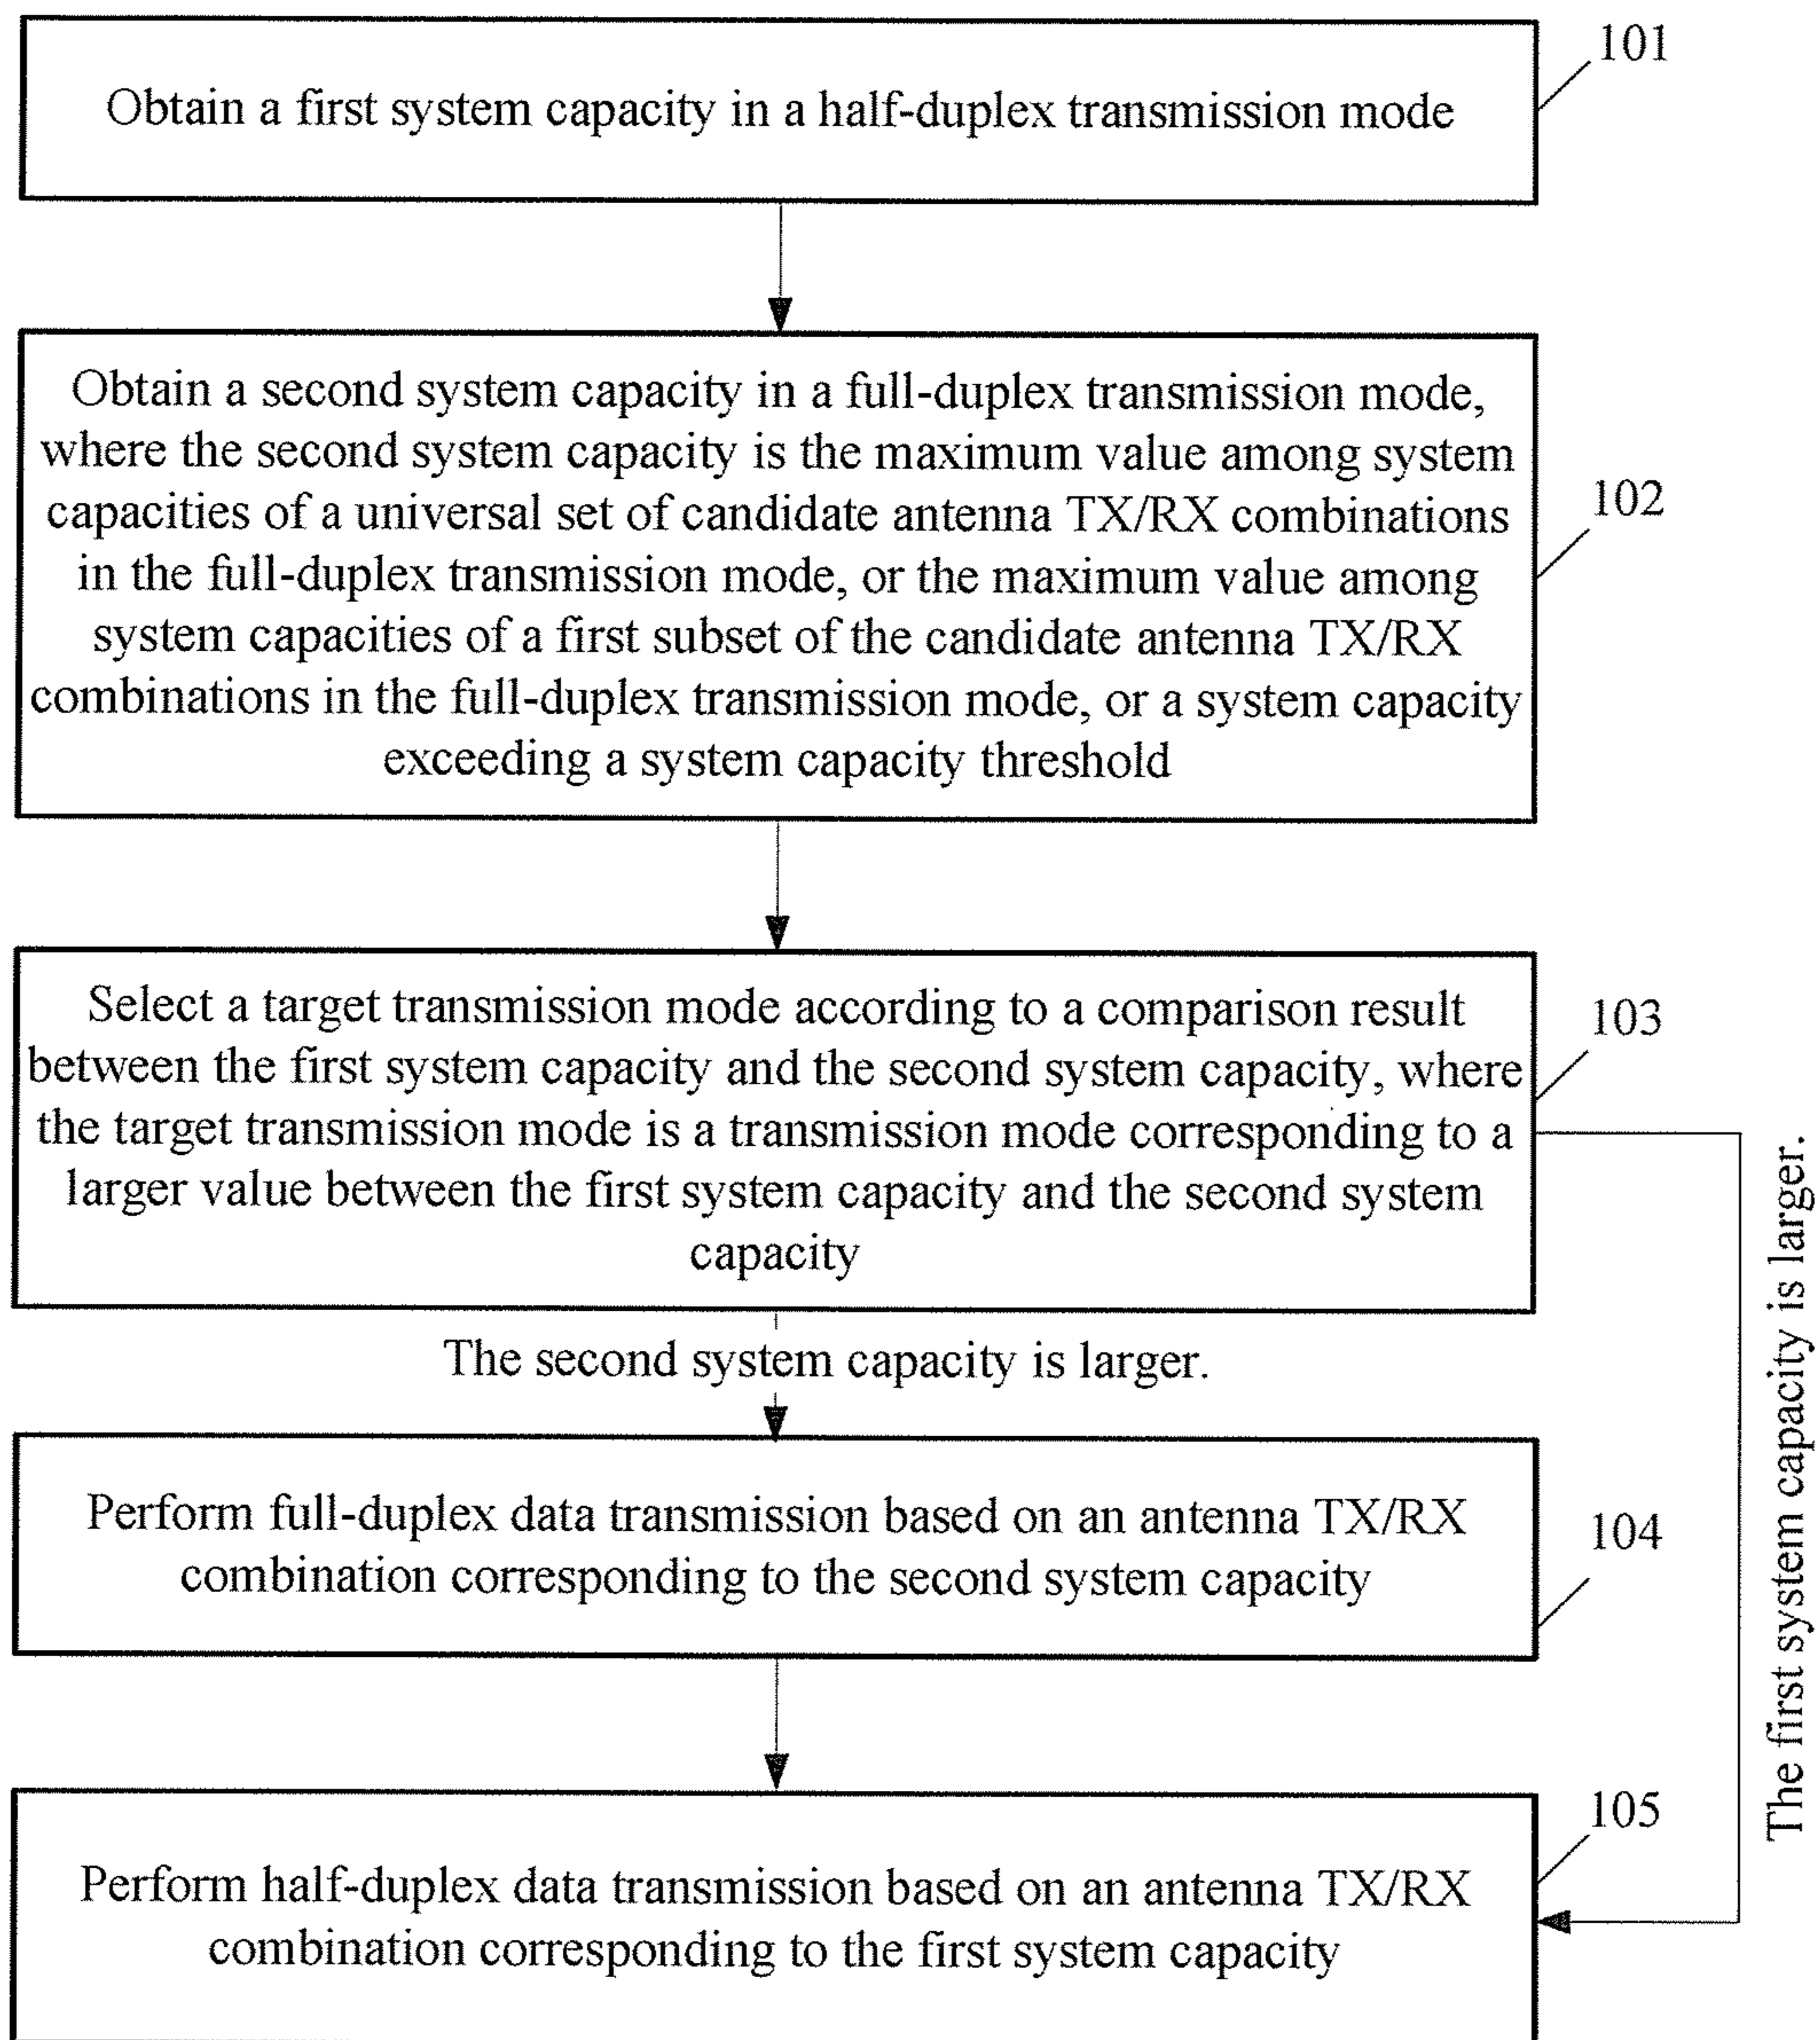 101
Obtain a first system capacity in a half-duplex transmission mode
Obtain a second system capacity in a full-duplex transmission mode,
where the second system capacity is the maximum value among system
capacities of a universal set of candidate antenna TX/RX combinations
in the full-duplex transmission mode, or the maximum value among
system capacities of a first subset of the candidate antenna TX/RX
combinations in the full-duplex transmission mode, or a system capacity
exceeding a system capacity threshold
102
Select a target transmission mode according to a comparison result
between the first system capacity and the second system capacity, where
the target transmission mode is a transmission mode corresponding to a
larger value between the first system capacity and the second system
capacity
103
The second system capacity is larger.
The first system capacity is larger.
Perform full-duplex data transmission based on an antenna TX/RX
combination corresponding to the second system capacity
104
Perform half-duplex data transmission based on an antenna TX/RX
combination corresponding to the first system capacity
105